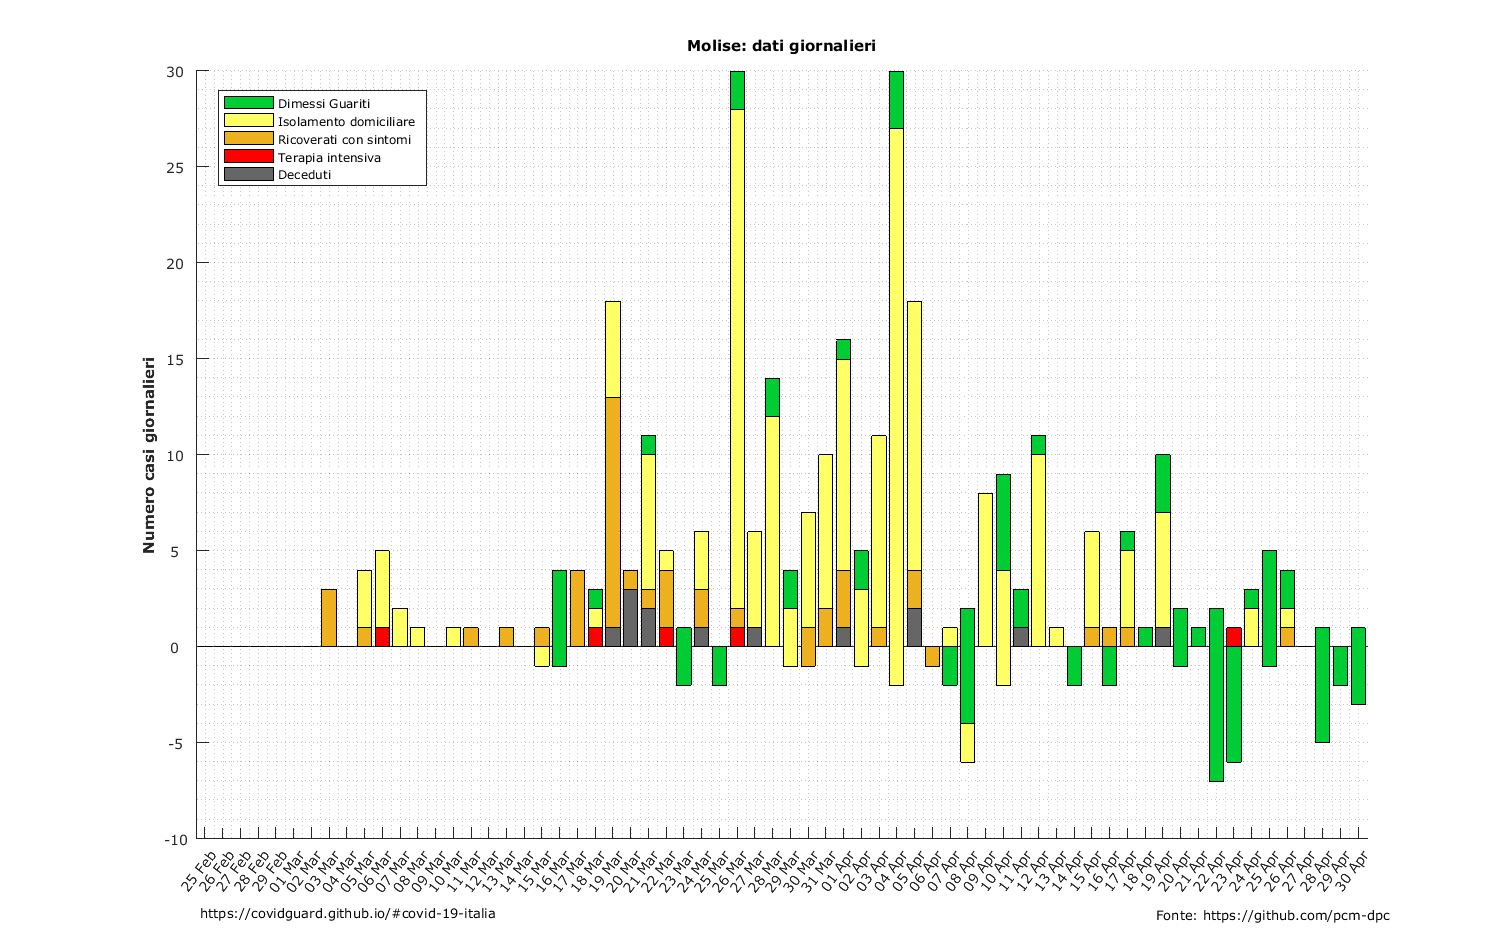 Molise: dati giornalieri
30
25
20
15
10
5
0
-5
-10
Numero casi giornalieri
Dimessi Guariti
Isolamento domiciliare
Ricoverati con sintomi
Terapia intensiva
Deceduti
25 Feb
26 Feb
27 Feb
28 Feb
29 Feb
01 Mar
02 Mar
03 Mar
04 Mar
05 Mar
06 Mar
07 Mar
08 Mar
09 Mar
10 Mar
11 Mar
12 Mar
13 Mar
14 Mar
15 Mar
16 Mar
17 Mar
18 Mar
19 Mar
20 Mar
21 Mar
22 Mar
23 Mar
24 Mar
25 Mar
26 Mar
27 Mar
28 Mar
29 Mar
30 Mar
31 Mar
01 Apr
02 Apr
03 Apr
04 Apr
05 Apr
06 Apr
07 Apr
08 Apr
09 Apr
10 Apr
11 Apr
12 Apr
13 Apr
14 Apr
15 Apr
16 Apr
17 Apr
18 Apr
19 Apr
20 Apr
21 Apr
22 Apr
23 Apr
24 Apr
25 Apr
26 Apr
27 Apr
28 Apr
29 Apr
30 Apr
https://covidguard.github.io/#covid-19-italia
Fonte: https://github.com/pcm-dpc